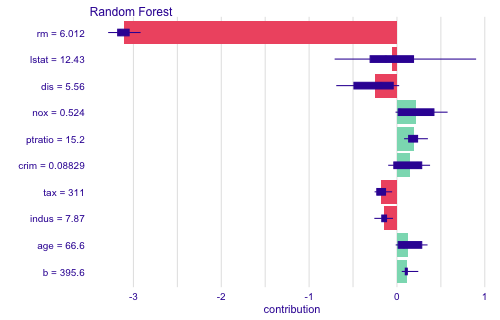 Random Forest
rm = 6.012
lstat = 12.43
dis = 5.56
nox = 0.524
ptratio = 15.2
crim = 0.08829
tax = 311
indus = 7.87
age = 66.6
b = 395.6
-3 -2 -1 0 1
contribution